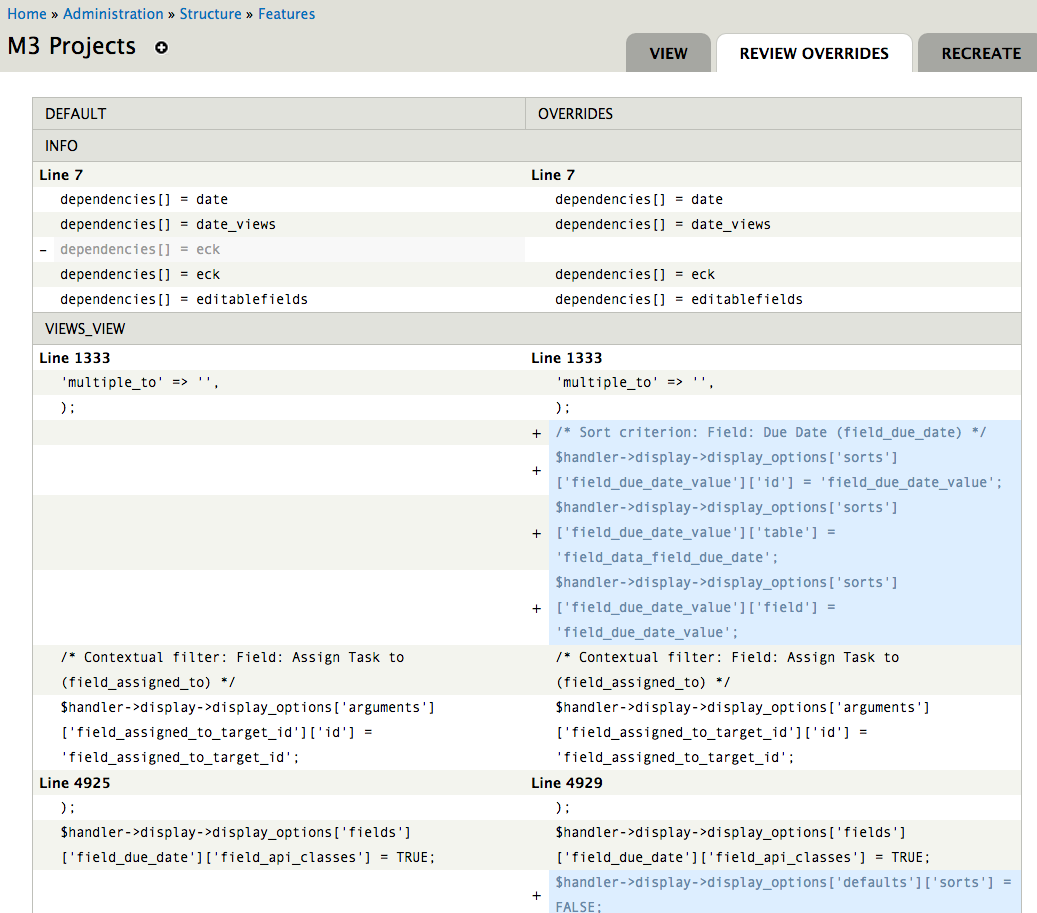 Home » Administration » Structure » Features
M3 Projects
VIEW
REVIEW OVERRIDES
RECREATE
DEFAULT
OVERRIDES
INFO
Line 7
Line 7
dependencies[] = date
dependencies[] = date
dependencies[] = date_views
dependencies[] = date_views
- dependencies[] = eck
dependencies[] = eck
dependencies[] = eck
dependencies[] = editablefields
dependencies[] = editablefields
VIEWS_VIEW
Line 1333
Line 1333
'multiple_to' => '',
'multiple_to' => '',
);
);
+ /* Sort criterion: Field: Due Date (field_due_date) */
+ $handler->display->display_options['sorts']
['field_due_date_value']['id'] = 'field_due_date_value';
+ $handler->display->display_options['sorts']
['field_due_date_value']['table'] =
'field_data_field_due_date';
+ $handler->display->display_options['sorts']
['field_due_date_value']['field'] =
'field_due_date_value';
/* Contextual filter: Field: Assign Task to
(field_assigned_to) */
/* Contextual filter: Field: Assign Task to
(field_assigned_to) */
$handler->display->display_options['arguments']
['field_assigned_to_target_id']['id'] =
'field_assigned_to_target_id';
$handler->display->display_options['arguments']
['field_assigned_to_target_id']['id'] =
'field_assigned_to_target_id';
Line 4925
Line 4929
);
);
$handler->display->display_options['fields']
['field_due_date']['field_api_classes'] = TRUE;
$handler->display->display_options['fields']
['field_due_date']['field_api_classes'] = TRUE;
+ $handler->display->display_options['defaults']['sorts'] =
FALSE;